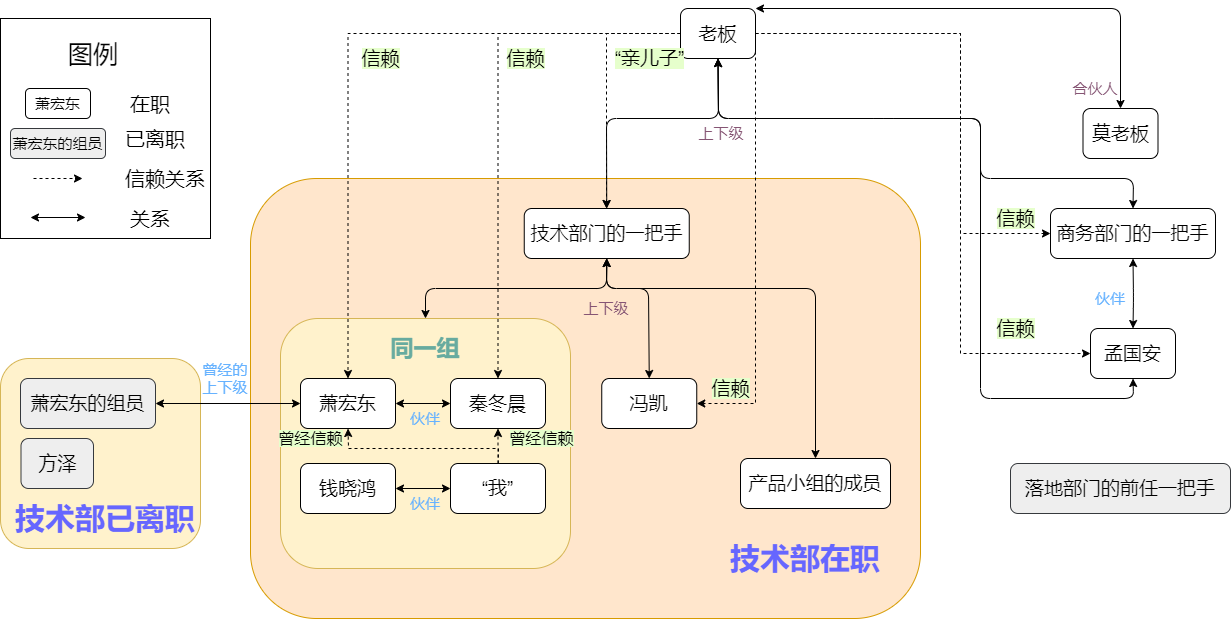 图例
萧宏东
在职
萧宏东的组员
已离职
信赖关系
关系
老板
信赖
信赖
“亲儿子”
合伙人
上下级
莫老板
技术部门的一把手
信赖
商务部门的一把手
上下级
伙伴
同一组
信赖
孟国安
曾经的
上下级
萧宏东的组员
萧宏东
伙伴
秦冬晨
冯凯
信赖
曾经信赖
曾经信赖
方泽
钱晓鸿
伙伴
“我”
产品小组的成员
落地部门的前任一把手
技术部已离职
技术部在职